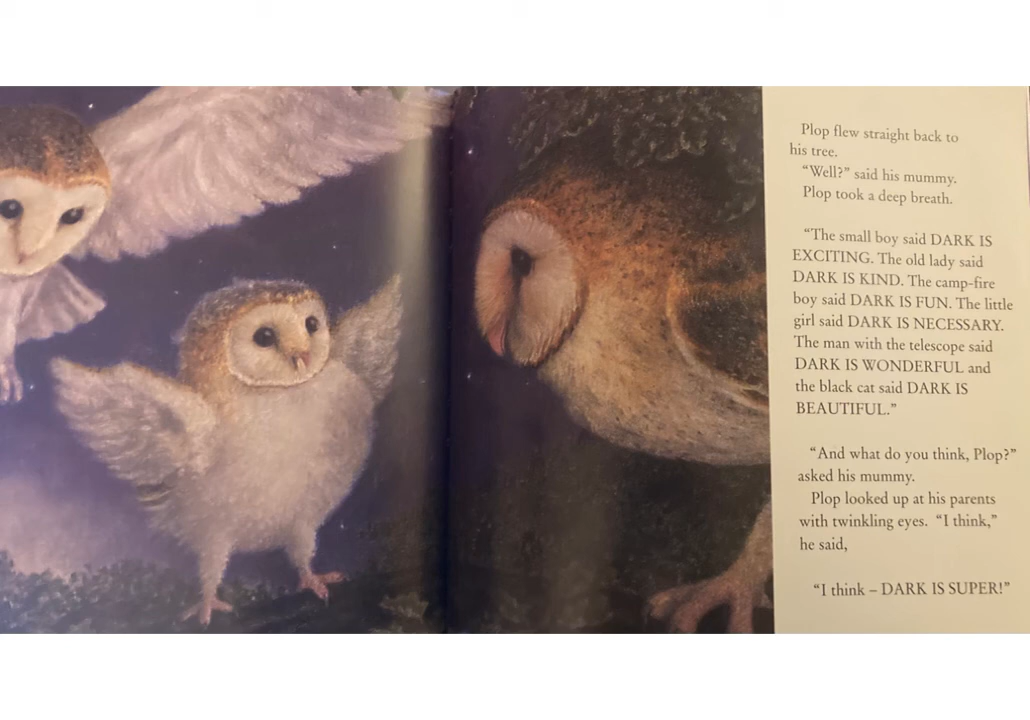 Plop flew straight back to
his tree.
“Well?” said his mummy.
Plop took a deep breath.
“The small boy said DARK IS
EXCITING. The old lady said
DARK IS KIND. The camp-fire
boy said DARK IS FUN. The little
girl said DARK IS NECESSARY.
The man with the telescope said
DARK IS WONDERFUL and
the black cat said DARK IS
BEAUTIFUL.”
“And what do you think, Plop?”
asked his mummy.
Plop looked up at his parents
with twinkling eyes. “I think,”
he said,
“I think – DARK IS SUPER!”